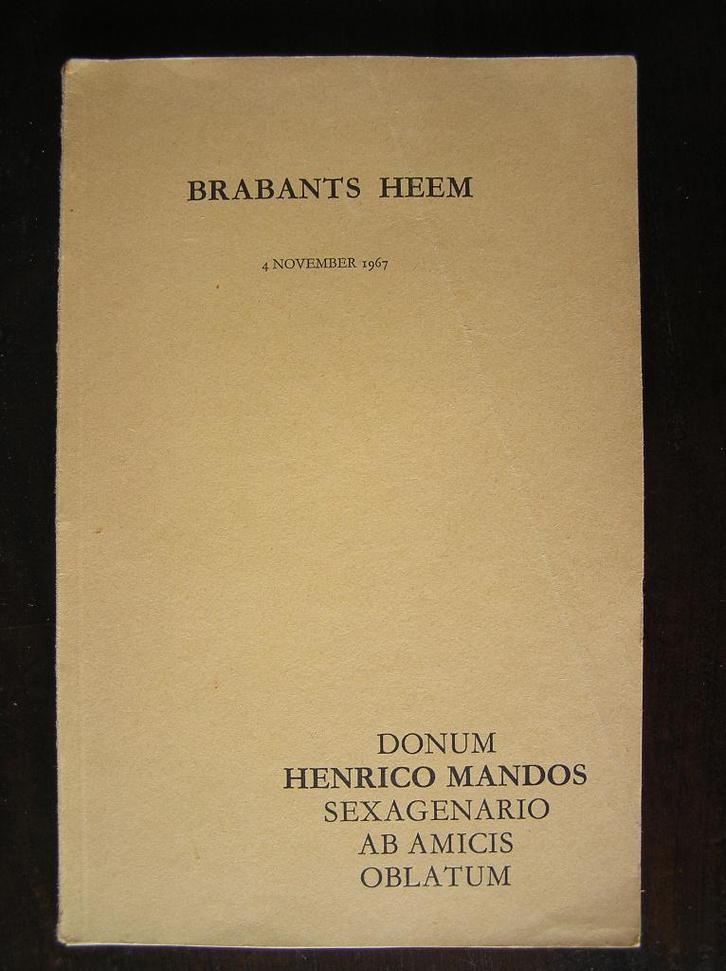 BRABANTS HEEM
4 NOVEMBER 1967
DONUM
HENRICO MANDOS
SEXAGENARIO
AB AMICIS
OBLATUM